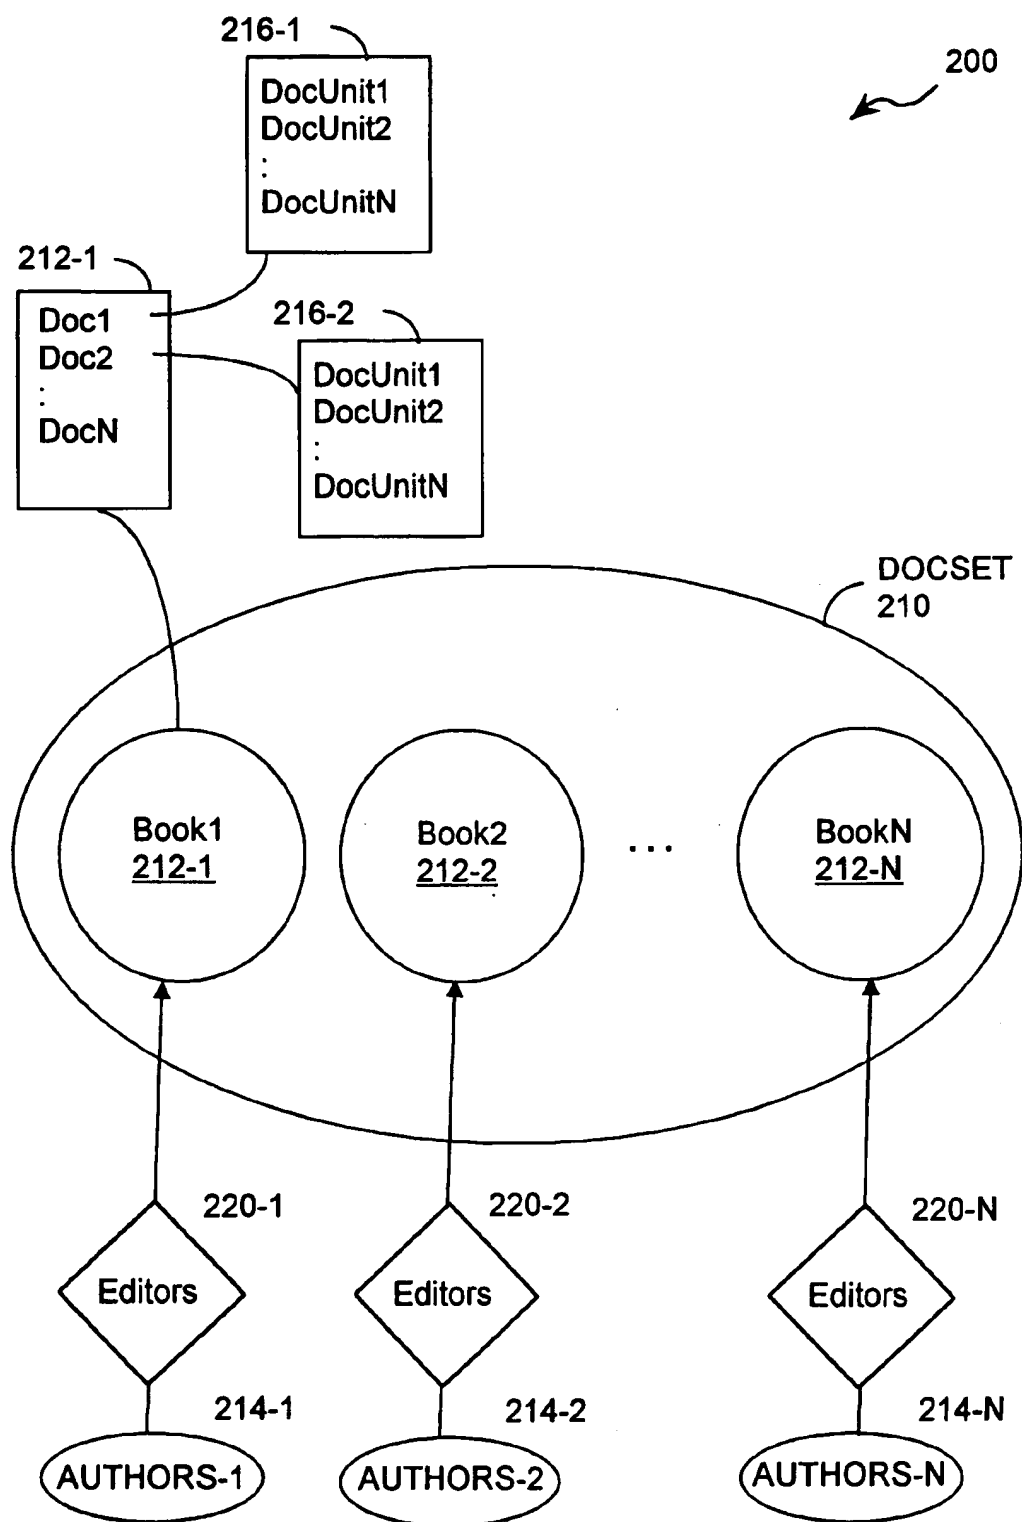 216-1
200
DocUnit1
DocUnit2
:
DocUnitN
212-1
Doc1
Doc2
:
DocN
216-2
DocUnit1
DocUnit2
:
DocUnitN
DOCSET
210
Book1
212-1
Book2
212-2
...
BookN
212-N
220-1
220-2
220-N
Editors
Editors
Editors
214-1
214-2
214-N
AUTHORS-1
AUTHORS-2
AUTHORS-N